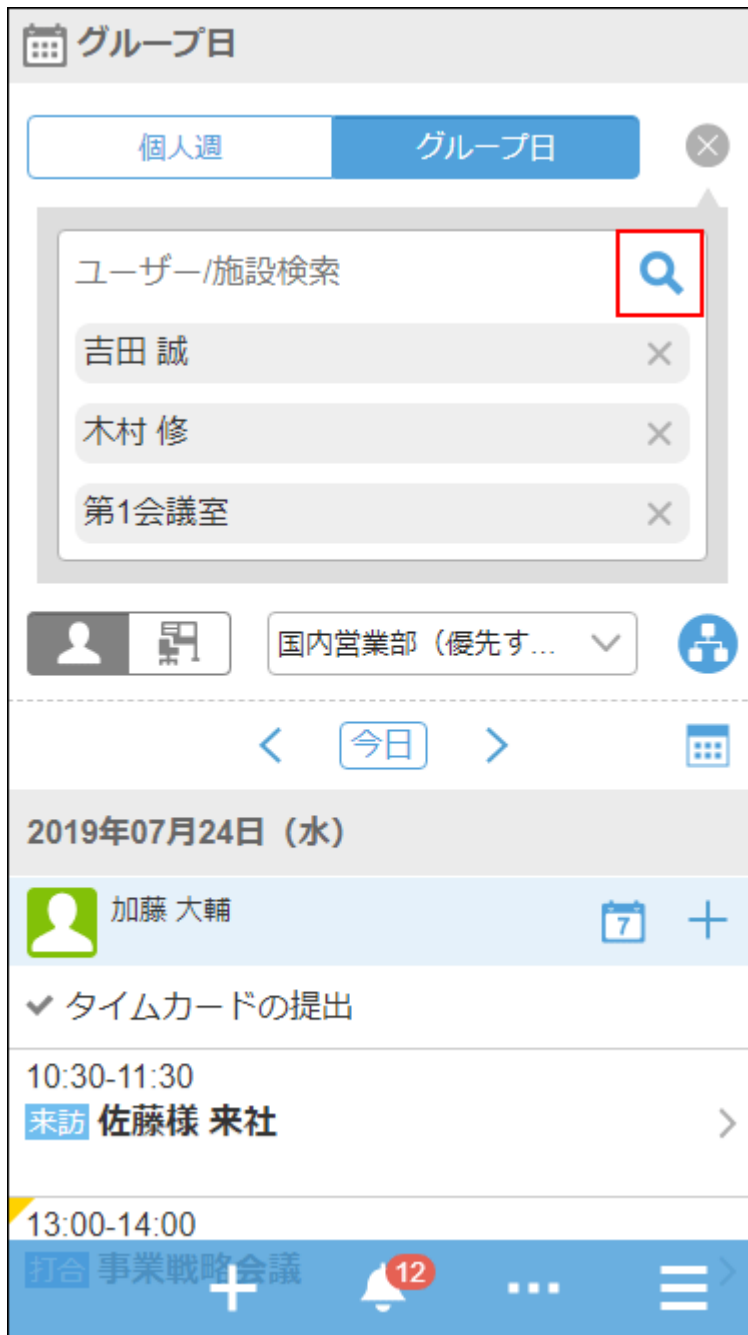 グループ日
個人週 グループ日
ユーザー/施設検索
吉田 誠
木村 修
第1会議室
国内営業部（優先す...
今日
2019年07月24日（水）
加藤 大輔
7
タイムカードの提出
10:30-11:30
来訪 佐藤様 来社
13:00-14:00
打合 事業戦略会議
12